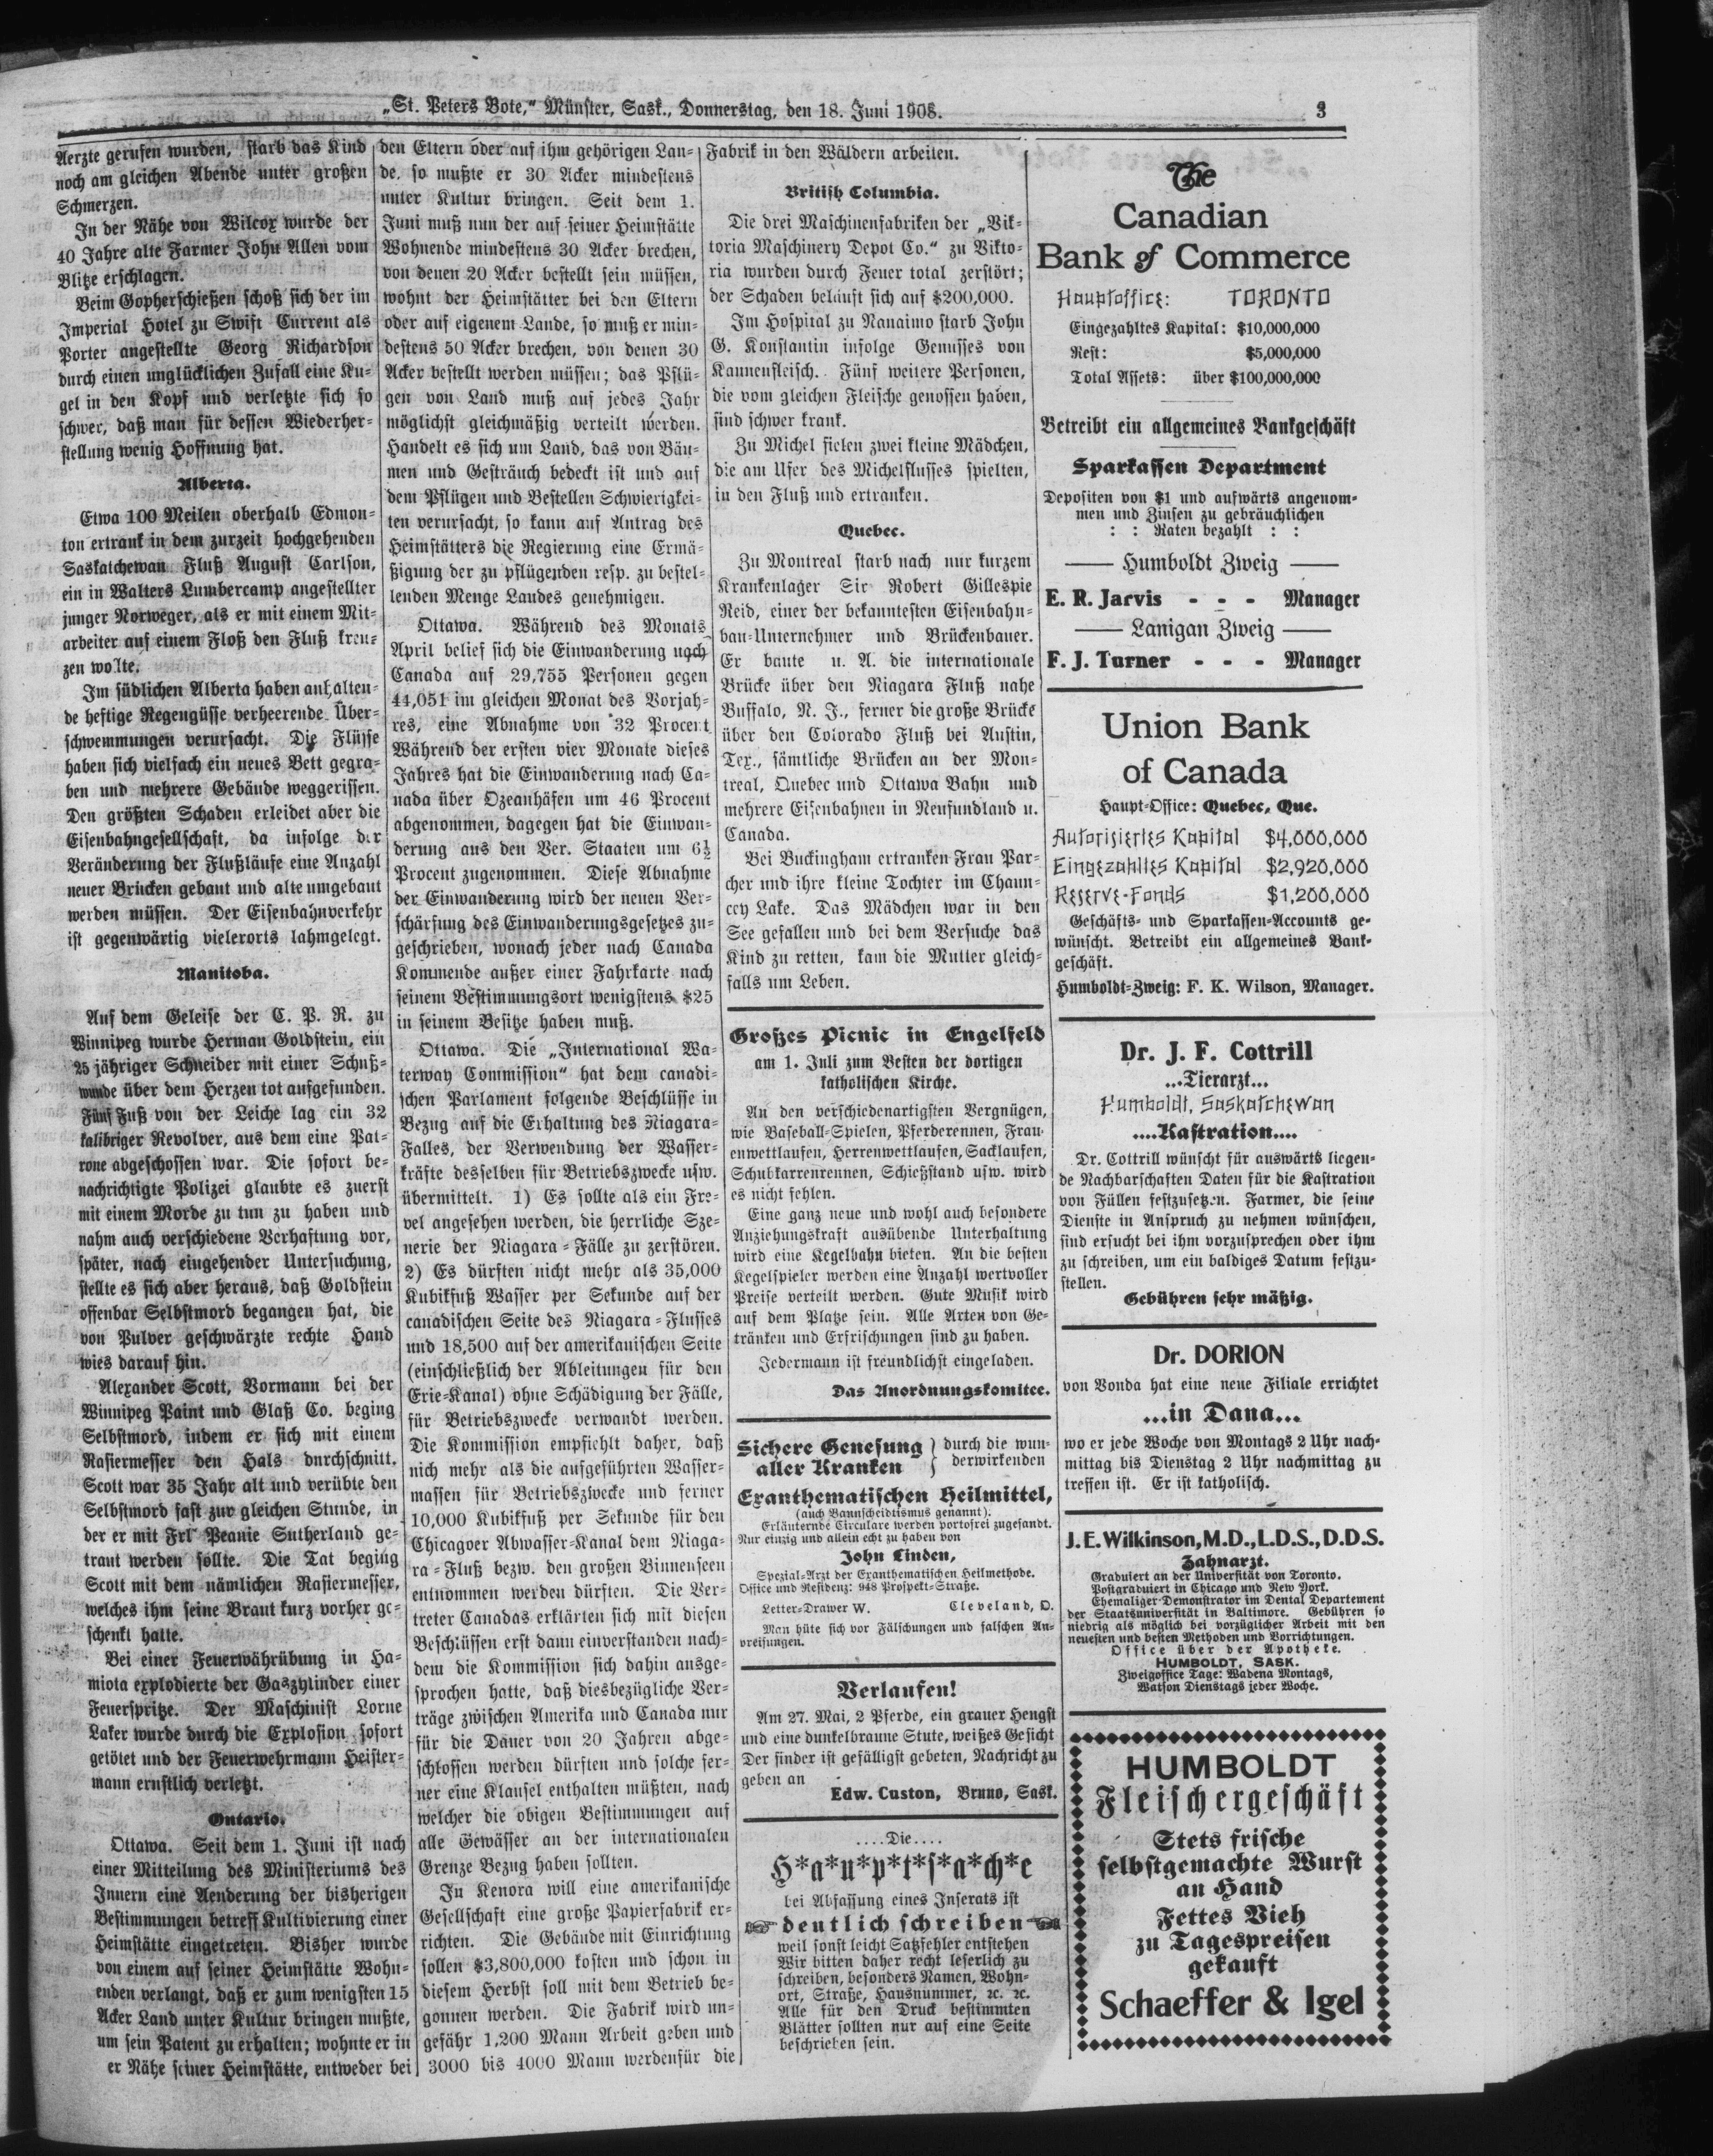 „St. Peters Bote,“ Münster, Sask., Donnerstag, den 18. Juni 1908.
3
Aerzte gerufen wurden, starb das Kind
noch am gleichen Abende unter großen
Schmerzen.
In der Nähe von Wilcox wurde der
40 Jahre alte Farmer John Allen vom
Blitze erschlagen.
Beim Gopherschießen schoß sich der im
Imperial Hotel zu Swift Current als
Porter angestellte Georg Richardson
durch einen unglücklichen Zufall eine Ku-
gel in den Kopf und verletzte sich so
schwer, daß man für dessen Wiederher-
stellung wenig Hoffnung hat.
Alberta.
Etwa 100 Meilen oberhalb Edmon-
ton ertrank in dem zurzeit hochgehenden
Saskatchewan Fluß August Carlson,
ein in Walters Lumbercamp angestellter
junger Norweger, als er mit einem Mit-
arbeiter auf einem Floß den Fluß kreu-
zen wollte.
Im südlichen Alberta haben anhalten-
de heftige Regengüsse verheerende Über-
schwemmungen verursacht. Die Flüsse
haben sich vielfach ein neues Bett gegra-
ben und mehrere Gebäude weggerissen.
Den größten Schaden erleidet aber die
Eisenbahngesellschaft, da infolge der
Veränderung der Flußläufe eine Anzahl
neuer Brücken gebaut und alte umgebaut
werden müssen. Der Eisenbahnverkehr
ist gegenwärtig vielerorts lahmgelegt.
Manitoba.
Auf dem Geleise der C. P. R. zu
Winnipeg wurde Herman Goldstein, ein
25 jähriger Schneider mit einer Schuß-
wunde über dem Herzen tot aufgefunden.
Fünf Fuß von der Leiche lag ein 32
kalibriger Revolver, aus dem eine Pat-
rone abgeschossen war. Die sofort be-
nachrichtigte Polizei glaubte es zuerst
mit einem Morde zu tun zu haben und
nahm auch verschiedene Verhaftung vor,
später, nach eingehender Untersuchung,
stellte es sich aber heraus, daß Goldstein
offenbar Selbstmord begangen hat, die
von Pulver geschwärzte rechte Hand
wies darauf hin.
Alexander Scott, Vormann bei der
Winnipeg Paint und Glaß Co. beging
Selbstmord, indem er sich mit einem
Rasiermesser den Hals durchschnitt.
Scott war 35 Jahr alt und verübte den
Selbstmord fast zur gleichen Stunde, in
der er mit Frl Peanie Sutherland ge-
traut werden sollte. Die Tat beging
Scott mit dem nämlichen Rasiermesser,
welches ihm seine Braut kurz vorher ge-
schenkt hatte.
Bei einer Feuerwährübung in Ha-
miota explodierte der Gaszylinder einer
Feuerspritze. Der Maschinist Lorne
Laker wurde durch die Explosion sofort
getötet und der Feuerwehrmann Heister-
mann ernstlich verletzt.
Ontario.
Ottawa. Seit dem 1. Juni ist nach
einer Mitteilung des Ministeriums des
Innern eine Aenderung der bisherigen
Bestimmungen betreff Kultivierung einer
Heimstätte eingetreten. Bisher wurde
von einem auf seiner Heimstätte Wohn-
enden verlangt, daß er zum wenigsten 15
Acker Land unter Kultur bringen mußte,
um sein Patent zu erhalten; wohnte er in
er Nähe seiner Heimstätte, entweder bei
den Eltern oder auf ihm gehörigen Lan-
de, so mußte er 30 Acker mindestens
unter Kultur bringen. Seit dem 1.
Juni muß nun der auf seiner Heimstätte
Wohnende mindestens 30 Acker brechen,
von denen 20 Acker bestellt sein müssen,
wohnt der Heimstätter bei den Eltern
oder auf eigenem Lande, so muß er min-
destens 50 Acker brechen, von denen 30
Acker bestellt werden müssen; das Pflü-
gen von Land muß auf jedes Jahr
möglichst gleichmäßig verteilt werden.
Handelt es sich um Land, das von Bäu-
men und Gesträuch bedeckt ist und auf
dem Pflügen und Bestellen Schwierigkei-
ten verursacht, so kann auf Antrag des
Heimstätters die Regierung eine Ermä-
ßigung der zu pflügenden resp. zu bestel-
lenden Menge Landes genehmigen.
Ottawa. Während des Monats
April belief sich die Einwanderung nach
Canada auf 29,755 Personen gegen
44,051 im gleichen Monat des Vorjah-
res, eine Abnahme von 32 Procent
Während der ersten vier Monate dieses
Jahres hat die Einwanderung nach Ca-
nada über Ozeanhäfen um 46 Procent
abgenommen, dagegen hat die Einwan-
derung aus den Ver. Staaten um 6½
Procent zugenommen. Diese Abnahme
der Einwanderung wird der neuen Ver-
schärfung des Einwanderungsgesetzes zu-
geschrieben, wonach jeder nach Canada
Kommende außer einer Fahrkarte nach
seinem Bestimmungsort wenigstens $25
in seinem Besitze haben muß.
Ottawa. Die „International Wa-
terway Commission“ hat dem canadi-
schen Parlament folgende Beschlüsse in
Bezug auf die Erhaltung des Niagara-
Falles, der Verwendung der Wasser-
kräfte desselben für Betriebszwecke usw.
übermittelt. 1) Es sollte als ein Fre-
vel angesehen werden, die herrliche Sze-
nerie der Niagara-Fälle zu zerstören.
2) Es dürften nicht mehr als 35,000
Kubikfuß Wasser per Sekunde auf der
canadischen Seite des Niagara-Flusses
und 18,500 auf der amerikanischen Seite
(einschließlich der Ableitungen für den
Erie-Kanal) ohne Schädigung der Fälle,
für Betriebszwecke verwandt werden.
Die Kommission empfiehlt daher, daß
nich mehr als die aufgeführten Wasser-
massen für Betriebszwecke und ferner
10,000 Kubikfuß per Sekunde für den
Chicagoer Abwasser-Kanal dem Niaga-
ra-Fluß bezw. den großen Binnenseen
entnommen werden dürften. Die Ver-
treter Canadas erklärten sich mit diesen
Beschlüssen erst dann einverstanden nach-
dem die Kommission sich dahin ausge-
sprochen hatte, daß diesbezügliche Ver-
träge zwischen Amerika und Canada nur
für die Dauer von 20 Jahren abge-
schlossen werden dürften und solche fer-
ner eine Klausel enthalten müßten, nach
welcher die obigen Bestimmungen auf
alle Gewässer an der internationalen
Grenze Bezug haben sollten.
In Kenora will eine amerikanische
Gesellschaft eine große Papierfabrik er-
richten. Die Gebäude mit Einrichtung
sollen $3,800,000 kosten und schon in
diesem Herbst soll mit dem Betrieb be-
gonnen werden. Die Fabrik wird un-
gefähr 1,200 Mann Arbeit geben und
3000 bis 4000 Mann werden für die
Fabrik in den Wäldern arbeiten.
British Columbia.
Die drei Maschinenfabriken der „Vik-
toria Maschinery Depot Co.“ zu Vikto-
ria wurden durch Feuer total zerstört;
der Schaden beläuft sich auf $200,000.
Im Hospital zu Nanaimo starb John
G. Konstantin infolge Genusses von
Kannenfleisch. Fünf weitere Personen,
die vom gleichen Fleische genossen haben,
sind schwer krank.
Zu Michel fielen zwei kleine Mädchen,
die am Ufer des Michelflusses spielten,
in den Fluß und ertranken.
Quebec.
Zu Montreal starb nach nur kurzem
Krankenlager Sir Robert Gillespie
Reid, einer der bekanntesten Eisenbahn-
bau-Unternehmer und Brückenbauer.
Er baute u. A. die internationale
Brücke über den Niagara Fluß nahe
Buffalo, N. J., ferner die große Brücke
über den Colorado Fluß bei Austin,
Tex., sämtliche Brücken an der Mon-
treal, Quebec und Ottawa Bahn und
mehrere Eisenbahnen in Neufundland u.
Canada.
Bei Buckingham ertranken Frau Par-
cher und ihre kleine Tochter im Chaun-
cey Lake. Das Mädchen war in den
See gefallen und bei dem Versuche das
Kind zu retten, kam die Mutter gleich-
falls um Leben.
Großes Picnic in Engelfeld
am 1. Juli zum Besten der dortigen
katholischen Kirche.
An den verschiedenartigsten Vergnügen,
wie Baseball-Spielen, Pferderennen, Frau-
enwettlaufen, Herrenwettlaufen, Sacklaufen,
Schubkarrenrennen, Schießstand usw. wird
es nicht fehlen.
Eine ganz neue und wohl auch besondere
Anziehungskraft ausübende Unterhaltung
wird eine Kegelbahn bieten. An die besten
Kegelspieler werden eine Anzahl wertvoller
Preise verteilt werden. Gute Musik wird
auf dem Platze sein. Alle Arten von Ge-
tränken und Erfrischungen sind zu haben.
Jedermann ist freundlichst eingeladen.
Das Anordnungskomitee.
Sichere Genesung } durch die wun-
aller Kranken } derwirkenden
Exanthematischen Heilmittel,
(auch Baunscheidtismus genannt).
Erläuternde Circulare werden portofrei zugesandt.
Nur einzig und allein echt zu haben von
John Linden,
Spezial-Arzt der Exanthematischen Heilmethode.
Office und Residenz: 948 Prospekt-Straße.
Letter-Drawer W. Cleveland, O.
Man hüte sich vor Fälschungen und falschen An-
preisungen.
Verlaufen!
Am 27. Mai, 2 Pferde, ein grauer Hengst
und eine dunkelbraune Stute, weißes Gesicht
Der finder ist gefälligst gebeten, Nachricht zu
geben an
Edw. Custon, Bruno, Sask.
....Die....
H*a*u*p*t*s*a*ch*e
bei Abfassung eines Inserats ist
deutlich schreiben
weil sonst leicht Satzfehler entstehen
Wir bitten daher recht leserlich zu
schreiben, besonders Namen, Wohn-
ort, Straße, Hausnummer, ꝛc. ꝛc.
Alle für den Druck bestimmten
Blätter sollten nur auf eine Seite
beschrieben sein.
The
Canadian
Bank of Commerce
Hauptoffice: TORONTO
Eingezahltes Kapital: $10,000,000
Rest: $5,000,000
Total Assets: über $100,000,000
Betreibt ein allgemeines Bankgeschäft
Sparkassen Department
Depositen von $1 und aufwärts angenom-
men und Zinsen zu gebräuchlichen
: : Raten bezahlt : :
Humboldt Zweig
E. R. Jarvis - - - Manager
Lanigan Zweig
F. J. Turner - - - Manager
Union Bank
of Canada
Haupt-Office: Quebec, Que.
Autorisiertes Kapital $4,000,000
Eingezahltes Kapital $2,920,000
Reserve-Fonds $1,200,000
Geschäfts- und Sparkassen-Accounts ge-
wünscht. Betreibt ein allgemeines Bank-
geschäft.
Humboldt-Zweig: F. K. Wilson, Manager.
Dr. J. F. Cottrill
...Tierarzt...
Humboldt, Saskatchewan
....Kastration....
Dr. Cottrill wünscht für auswärts liegen-
de Nachbarschaften Daten für die Kastration
von Füllen festzusetzen. Farmer, die seine
Dienste in Anspruch zu nehmen wünschen,
sind ersucht bei ihm vorzusprechen oder ihm
zu schreiben, um ein baldiges Datum festzu-
stellen.
Gebühren sehr mäßig.
Dr. DORION
von Vonda hat eine neue Filiale errichtet
...in Dana...
wo er jede Woche von Montags 2 Uhr nach-
mittag bis Dienstag 2 Uhr nachmittag zu
treffen ist. Er ist katholisch.
J. E. Wilkinson, M.D., L.D.S., D.D.S.
Zahnarzt.
Graduiert an der Universität von Toronto.
Postgraduiert in Chicago und New York.
Ehemaliger Demonstrator im Dental Departement
der Staatsuniversität in Baltimore. Gebühren so
niedrig als möglich bei vorzüglicher Arbeit mit den
neuesten und besten Methoden und Vorrichtungen.
Office über der Apotheke.
HUMBOLDT, SASK.
Zweigoffice Tage: Wadena Montags,
Watson Dienstags jeder Woche.
HUMBOLDT
Fleischergeschäft
Stets frische
selbstgemachte Wurst
an Hand
Fettes Vieh
zu Tagespreisen
gekauft
Schaeffer & Igel